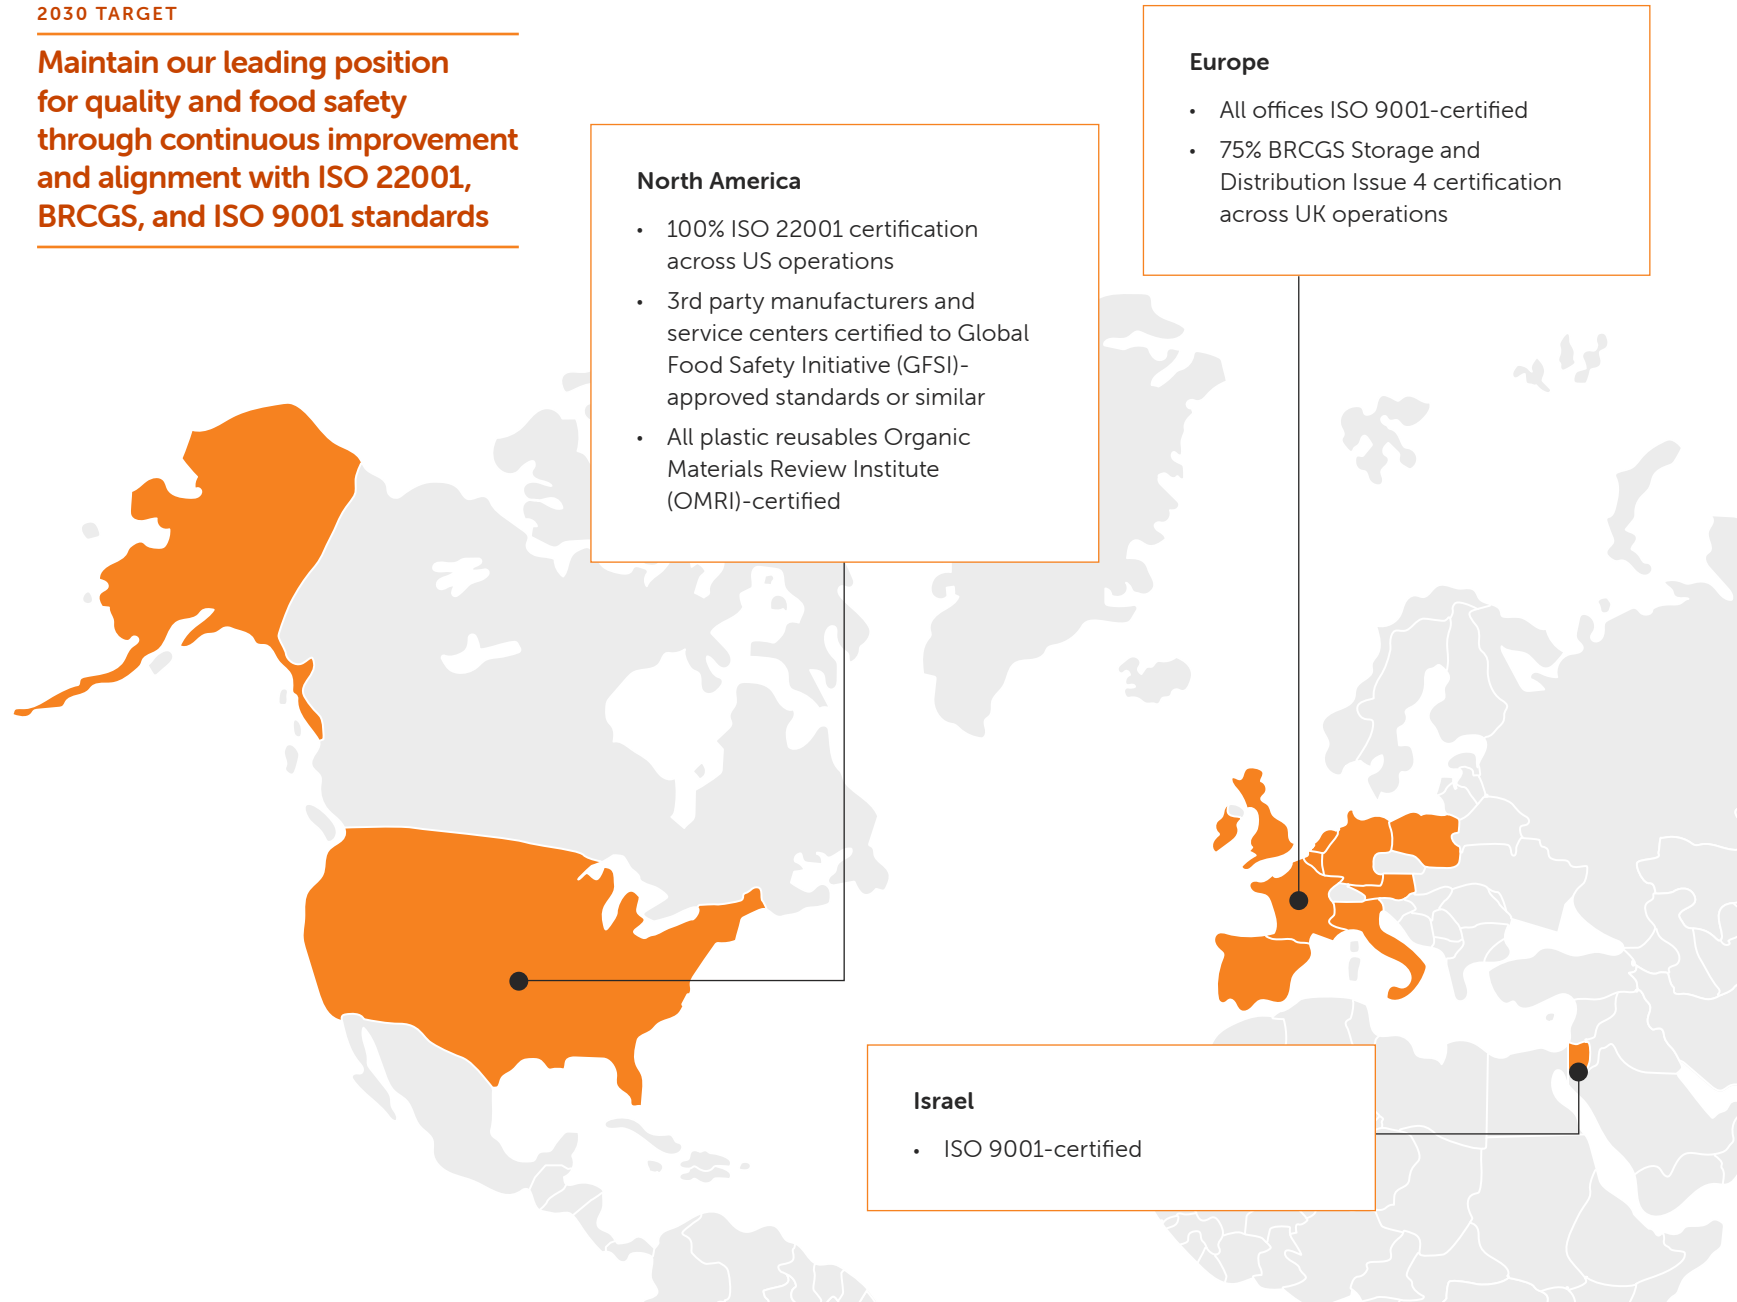 2030 TARGET
Maintain our leading position
for quality and food safety
through continuous improvement
and alignment with ISO 22001,
BRCGS, and ISO 9001 standards
North America
• 100% ISO 22001 certification
across US operations
• 3rd party manufacturers and
service centers certified to Global
Food Safety Initiative (GFSI)-
approved standards or similar
• All plastic reusables Organic
Materials Review Institute
(OMRI)-certified
Europe
• All offices ISO 9001-certified
• 75% BRCGS Storage and
Distribution Issue 4 certification
across UK operations
Israel
• ISO 9001-certified